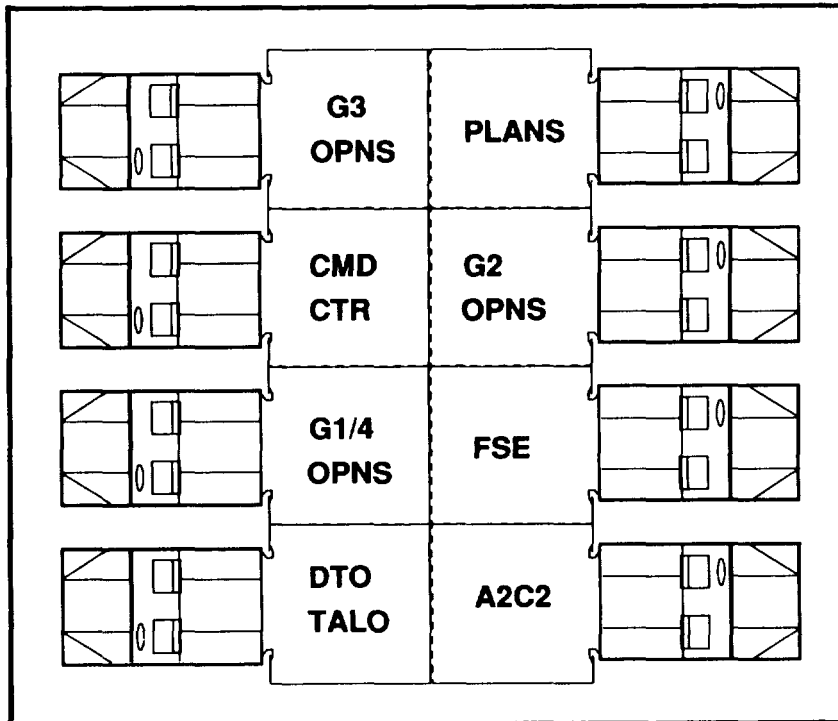 G3
OPNS
PLANS
CMD
CTR
G2
OPNS
G1/4
OPNS
FSE
DTO
TALO
A2C2